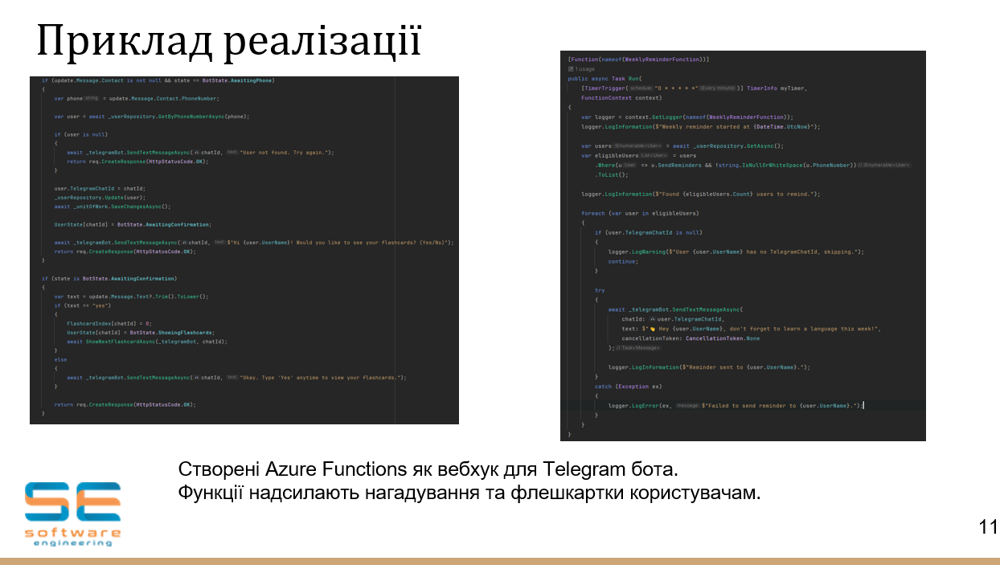 Приклад реалізації
if (update.Message.Contact is not null && state == BotState.AwaitingPhone)
{
var phone string = update.Message.Contact.PhoneNumber;
var user = await _userRepository.GetByPhoneNumberAsync(phone);
if (user is null)
{
await _telegramBot.SendTextMessageAsync(chatId, text: "User not found. Try again.");
return req.CreateResponse(HttpStatusCode.OK);
}
user.TelegramChatId = chatId;
_userRepository.Update(user);
await _unitOfWork.SaveChangesAsync();
UserState[chatId] = BotState.AwaitingConfirmation;
await _telegramBot.SendTextMessageAsync(chatId, text: $"Hi {user.UserName}! Would you like to see your flashcards? (Yes/No)");
return req.CreateResponse(HttpStatusCode.OK);
}
if (state is BotState.AwaitingConfirmation)
{
var text = update.Message.Text?.Trim().ToLower();
if (text == "yes")
{
FlashcardIndex[chatId] = 0;
UserState[chatId] = BotState.ShowingFlashcards;
await ShowNextFlashcardAsync(_telegramBot, chatId);
}
else
{
await _telegramBot.SendTextMessageAsync(chatId, text: "Okay. Type 'Yes' anytime to view your flashcards.");
}
return req.CreateResponse(HttpStatusCode.OK);
}
[Function(nameof(WeeklyReminderFunction))]
1 usage
public async Task Run(
[TimerTrigger( schedule: "0 * * * * *" (Every minute) )] TimerInfo myTimer,
FunctionContext context)
{
var logger = context.GetLogger(nameof(WeeklyReminderFunction));
logger.LogInformation($"Weekly reminder started at {DateTime.UtcNow}");
var users IEnumerable<User> = await _userRepository.GetAsync();
var eligibleUsers List<User> = users
.Where(u User => u.SendReminders && !string.IsNullOrWhiteSpace(u.PhoneNumber)) // IEnumerable<User>
.ToList();
logger.LogInformation($"Found {eligibleUsers.Count} users to remind.");
foreach (var user in eligibleUsers)
{
if (user.TelegramChatId is null)
{
logger.LogWarning($"User {user.UserName} has no TelegramChatId, skipping.");
continue;
}
try
{
await _telegramBot.SendTextMessageAsync(
chatId: user.TelegramChatId,
text: $"👋 Hey {user.UserName}, don't forget to learn a language this week!",
cancellationToken: CancellationToken.None
); // Task<Message>
logger.LogInformation($"Reminder sent to {user.UserName}.");
}
catch (Exception ex)
{
logger.LogError(ex, message: $"Failed to send reminder to {user.UserName}.");
}
}
}
Створені Azure Functions як вебхук для Telegram бота.
Функції надсилають нагадування та флешкартки користувачам.
SE
software
engineering
11